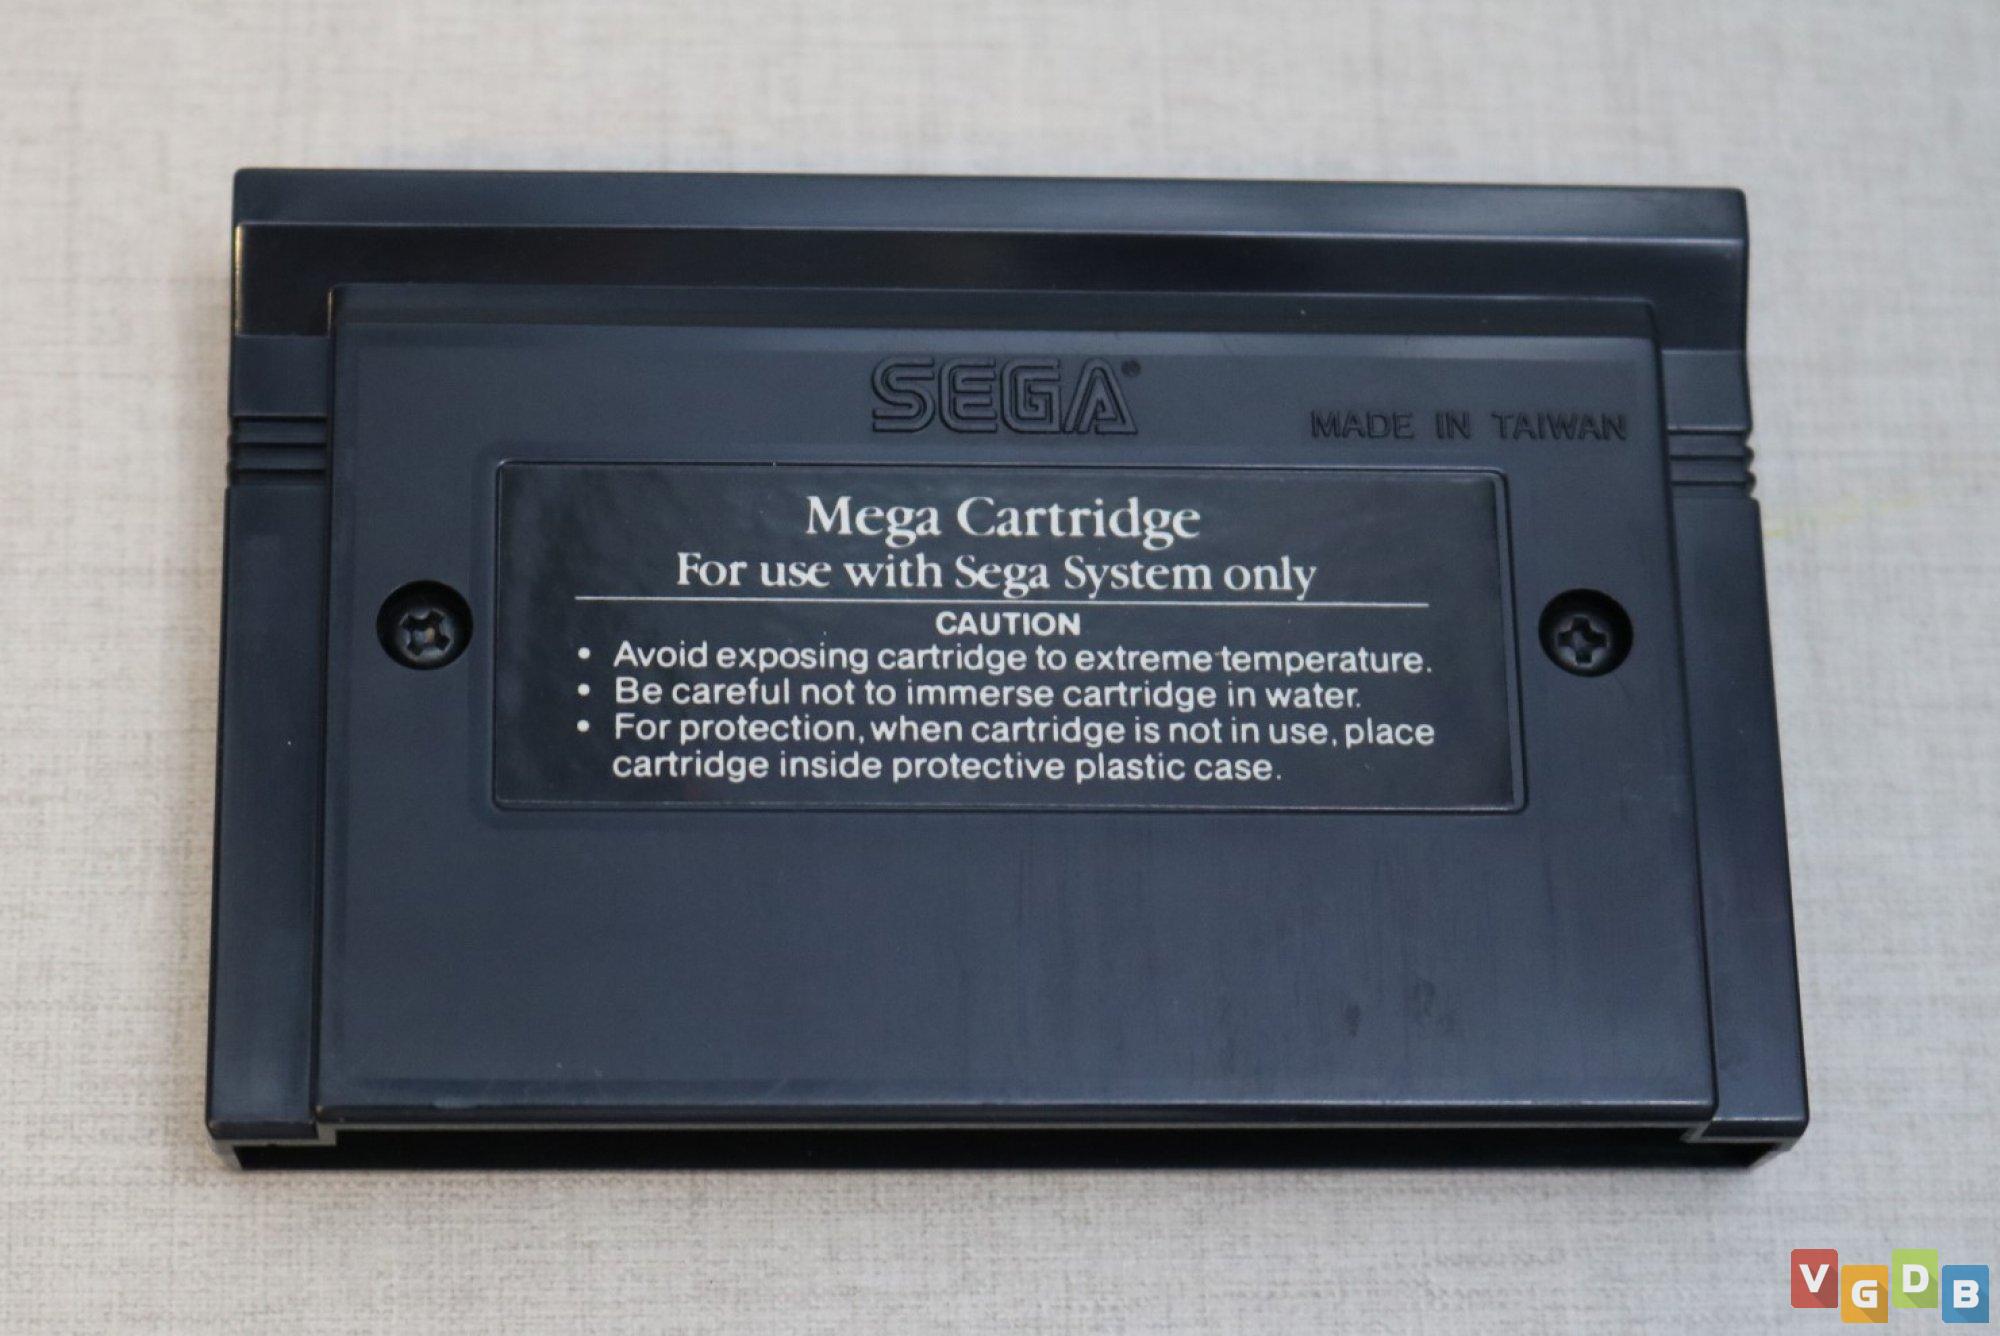 SEGA®
MADE IN TAIWAN
Mega Cartridge
For use with Sega System only
CAUTION
• Avoid exposing cartridge to extreme temperature.
• Be careful not to immerse cartridge in water.
• For protection, when cartridge is not in use, place
cartridge inside protective plastic case.
VGDB